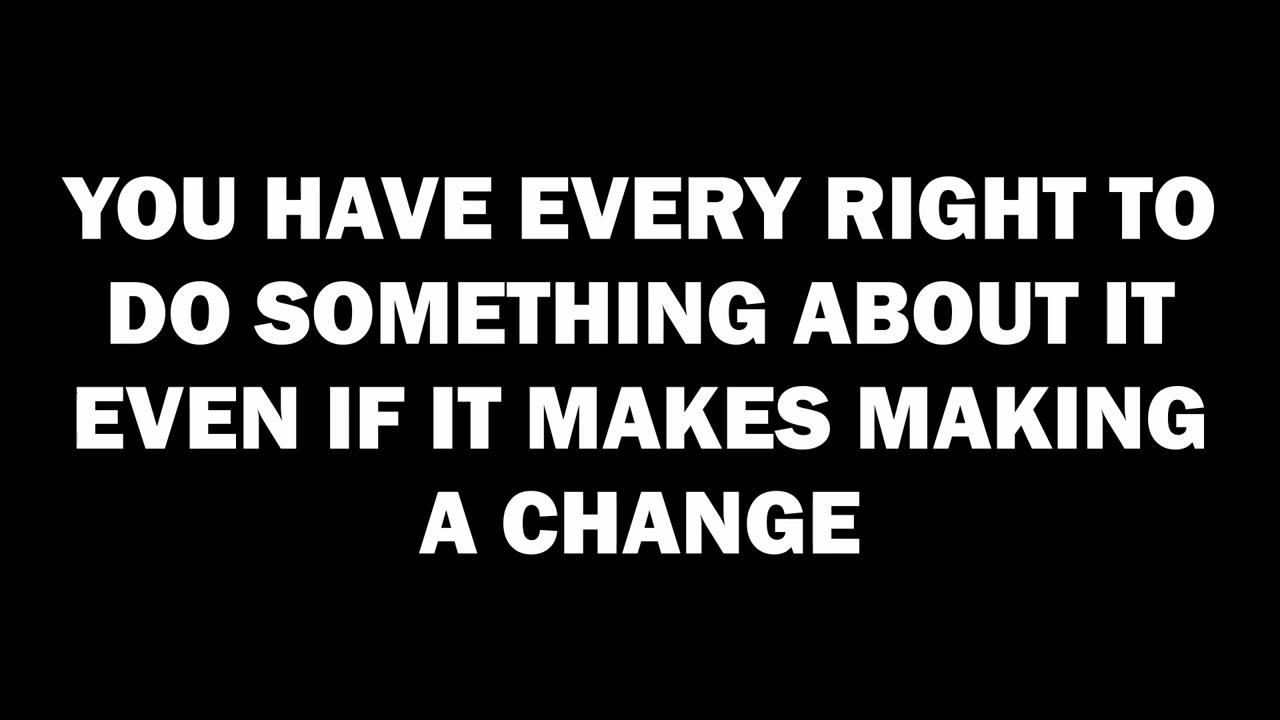 YOU HAVE EVERY RIGHT TO
DO SOMETHING ABOUT IT
EVEN IF IT MAKES MAKING
A CHANGE